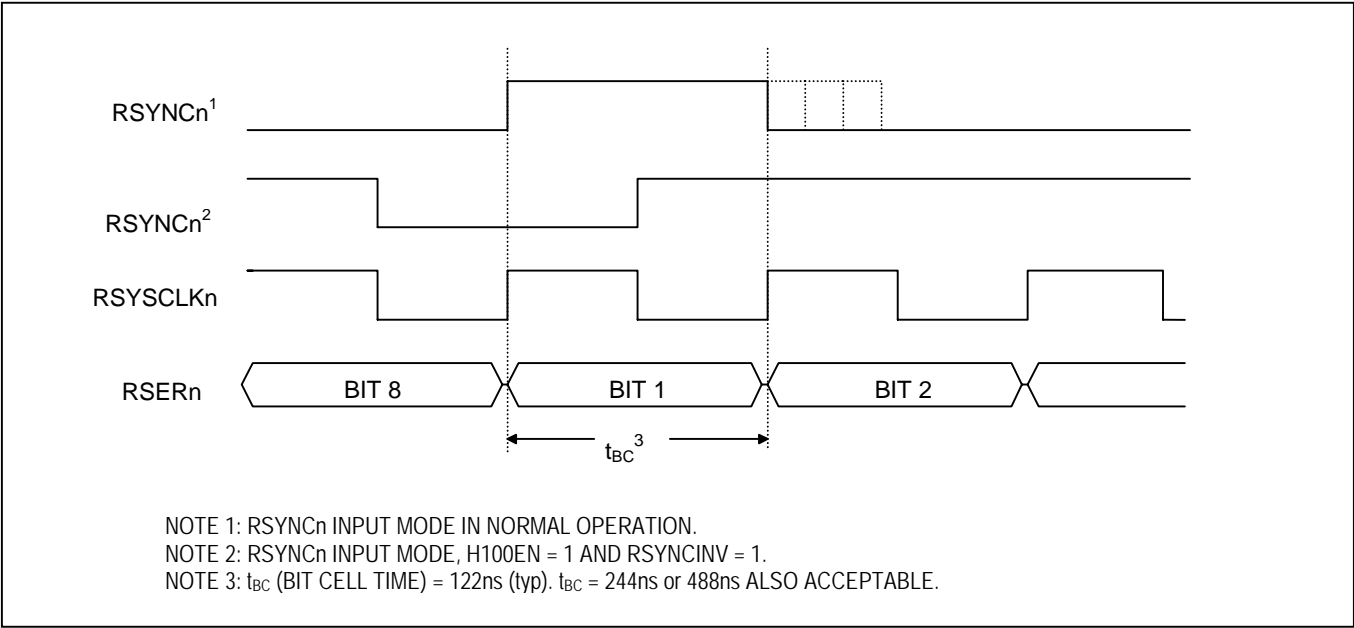 RSYNCn¹
RSYNCn²
RSYSCLKn
RSERn
BIT 8
BIT 1
BIT 2
tBC³
NOTE 1: RSYNCn INPUT MODE IN NORMAL OPERATION.
NOTE 2: RSYNCn INPUT MODE, H100EN = 1 AND RSYNCINV = 1.
NOTE 3: tBC (BIT CELL TIME) = 122ns (typ). tBC = 244ns or 488ns ALSO ACCEPTABLE.